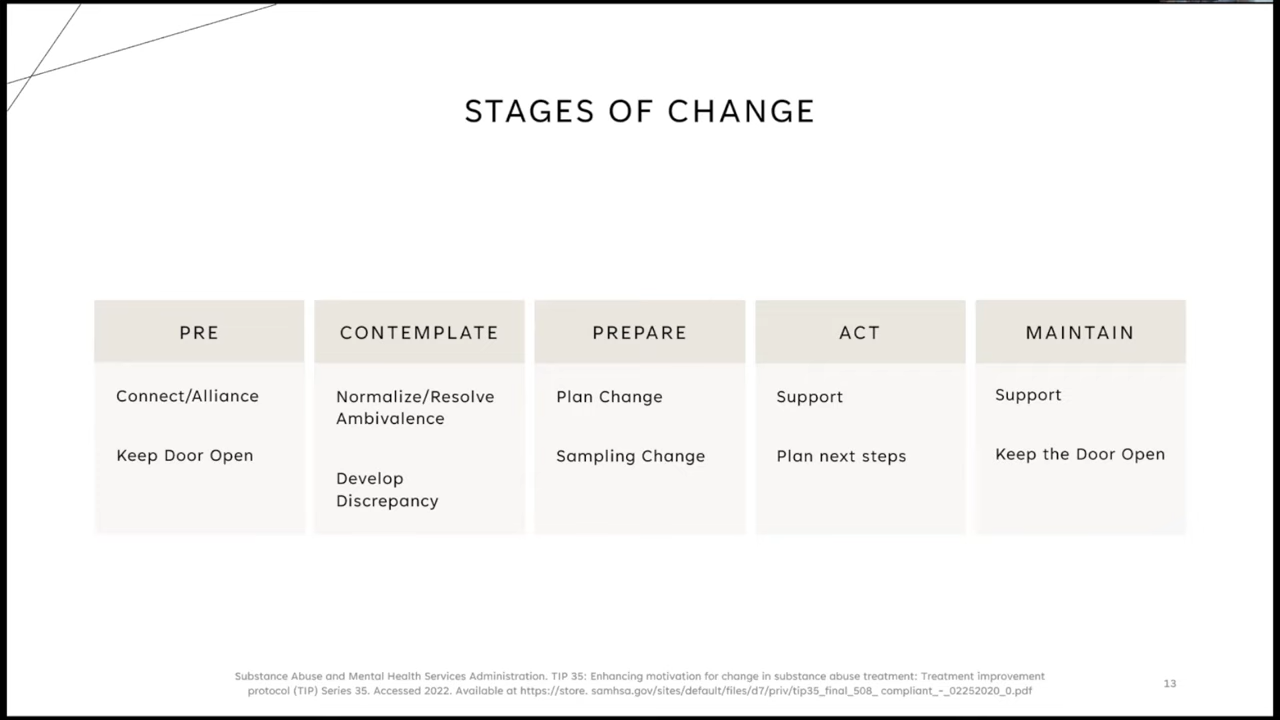 STAGES OF CHANGE
PRE
Connect/Alliance
Keep Door Open
CONTEMPLATE
Normalize/Resolve
Ambivalence
Develop
Discrepancy
PREPARE
Plan Change
Sampling Change
ACT
Support
Plan next steps
MAINTAIN
Support
Keep the Door Open
Substance Abuse and Mental Health Services Administration. TIP 35: Enhancing motivation for change in substance abuse treatment: Treatment improvement
protocol (TIP) Series 35. Accessed 2022. Available at https://store. samhsa.gov/sites/default/files/d7/priv/tip35_final_508_ compliant_-_02252020_0.pdf
13